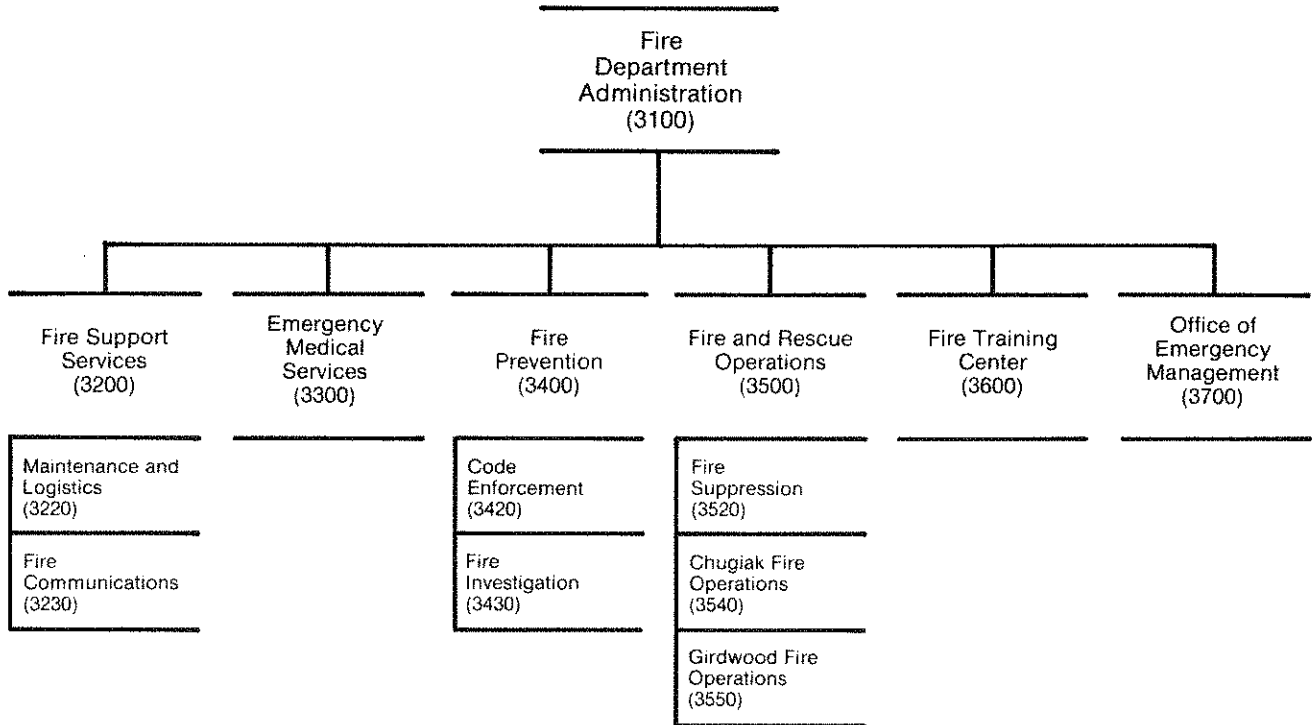 Fire
Department
Administration
(3100)
Fire Support
Services
(3200)
Emergency
Medical
Services
(3300)
Fire
Prevention
(3400)
Fire and Rescue
Operations
(3500)
Fire Training
Center
(3600)
Office of
Emergency
Management
(3700)
Maintenance and
Logistics
(3220)
Fire
Communications
(3230)
Code
Enforcement
(3420)
Fire
Investigation
(3430)
Fire
Suppression
(3520)
Chugiak Fire
Operations
(3540)
Girdwood Fire
Operations
(3550)